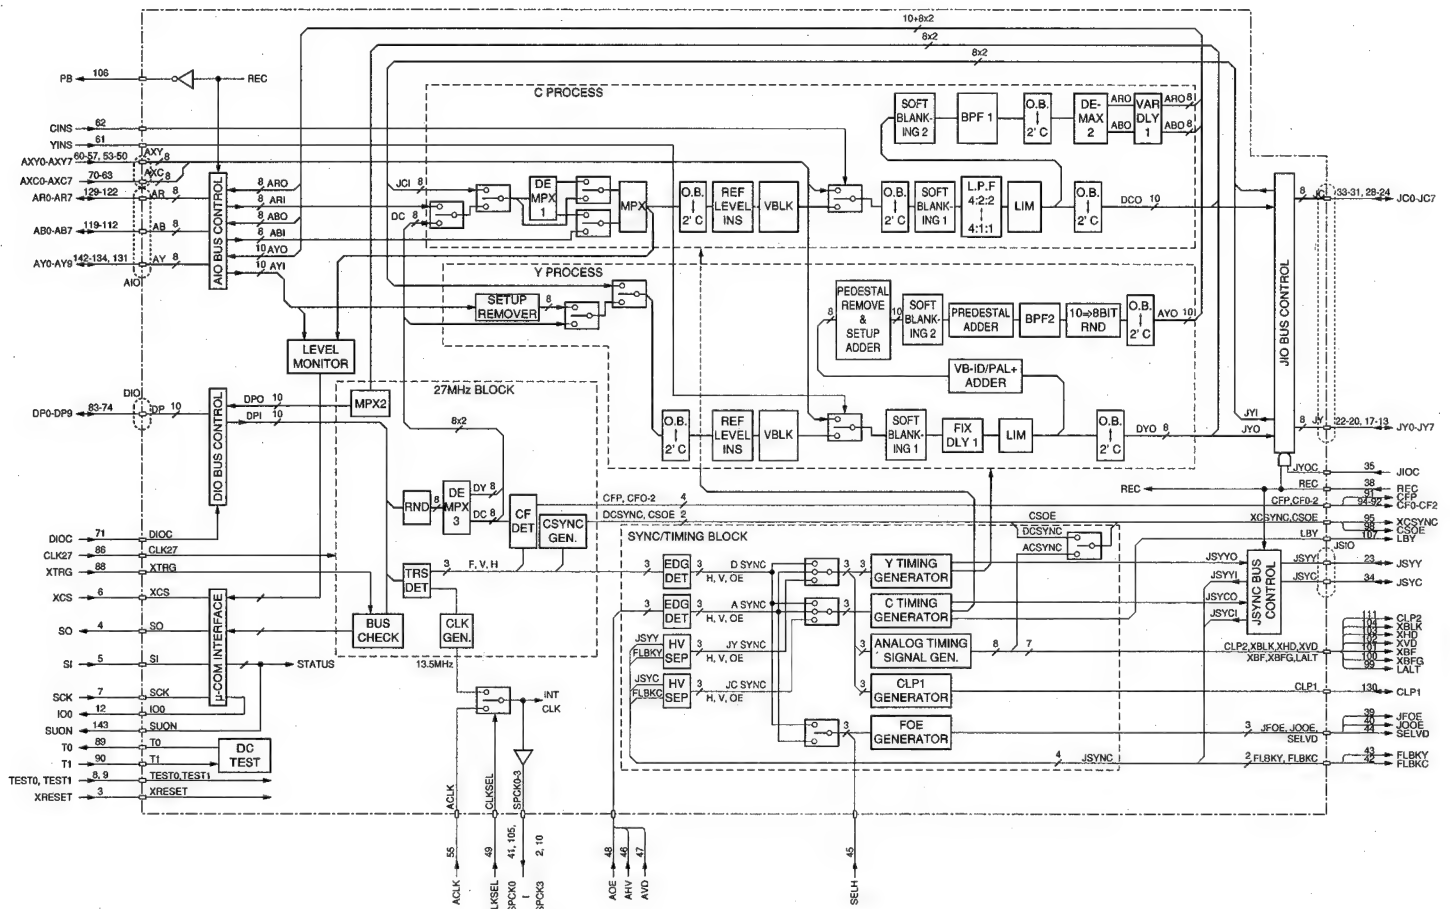 10+8x2
8x2
8x2
PB 106 REC
C PROCESS
CINS 62
YINS 61
AXY0-AXY7 60-57, 53-50 AXY 8
AXC0-AXC7 70-63 AXC 8
AR0-AR7 129-122 AR 8
AB0-AB7 119-112 AB 8
AY0-AY9 142-134, 131 AY 8
AIO
AIO BUS CONTROL
8 ARO
8 ARI
8 ABO
8 ABI
10 AYO
10 AYI
JCI 8
DC 8
DE
MPX
1
MPX
O.B.
2' C
REF
LEVEL
INS
VBLK
O.B.
2' C
SOFT
BLANK-
ING 1
L.P.F
4:2:2
4:1:1
LIM
O.B.
2' C
DCO 10
SOFT
BLANK-
ING 2
BPF 1
O.B.
2' C
DE-
MAX
2
ARO
ABO
VAR
DLY
1
ARO 8
ABO 8
JIO BUS CONTROL
8 JC 33-31, 28-24 JC0-JC7
Y PROCESS
SETUP
REMOVER
8
LEVEL
MONITOR
8
PEDESTAL
REMOVE
&
SETUP
ADDER
10
SOFT
BLANK-
ING 2
PREDESTAL
ADDER
BPF2
10⇒8BIT
RND
O.B.
2' C
AYO 10
VB-ID/PAL+
ADDER
O.B.
2' C
REF
LEVEL
INS
VBLK
SOFT
BLANK-
ING 1
FIX
DLY 1
LIM
O.B.
2' C
DYO 8
JYI
JYO
8 JY 22-20, 17-13 JY0-JY7
JYOC 35 JIOC
REC REC 38 REC
DIO
DP0-DP9 83-74 DP 10
DIO BUS CONTROL
DPO 10
DPI 10
27MHz BLOCK
MPX2
8x2
RND
8
DE
MPX
3
DY 8
DC 8
CF
DET
CSYNC
GEN.
CFP, CFO-2 4
DCSYNC, CSOE 2
TRS
DET
3 F, V, H
BUS
CHECK
CLK
GEN.
13.5MHz
DIOC 71 DIOC
CLK27 86 CLK27
XTRG 88 XTRG
XCS 6 XCS
SO 4 SO
SI 5 SI
SCK 7 SCK
IO0 12 IO0
SUON 143 SUON
μ-COM INTERFACE
STATUS
T0 89 T0
T1 90 T1
DC
TEST
TEST0, TEST1 8, 9 TEST0,TEST1
XRESET 3 XRESET
INT
CLK
SYNC/TIMING BLOCK
3 EDG
DET 3 D SYNC
H, V, OE
3 EDG
DET 3 A SYNC
H, V, OE
JSYY
FLBKY
HV
SEP 3 JY SYNC
H, V, OE
JSYC
FLBKC
HV
SEP 3 JC SYNC
H, V, OE
3 Y TIMING
GENERATOR
3 C TIMING
GENERATOR
ANALOG TIMING
SIGNAL GEN. 8 7
3 CLP1
GENERATOR
3 FOE
GENERATOR
CSOE
DCSYNC
ACSYNC
JSYYO
JSYYI
JSYCO
JSYCI
JSYNC BUS
CONTROL
JSIO
JSYY 23 JSYY
JSYC 34 JSYC
CFP,CF0-2 91 CFP
94-92 CF0-CF2
XCSYNC,CSOE 95 XCSYNC
98 CSOE
LBY 107 LBY
CLP2,XBLK,XHD,XVD
XBF, XBFG,LALT
111 CLP2
104 XBLK
XHD
XVD
101 XBF
100 XBFG
99 LALT
CLP1 130 CLP1
3 JFOE, JOOE,
SELVD
39 JFOE
40 JOOE
44 SELVD
4 JSYNC
2 FLBKY, FLBKC
43 FLBKY
42 FLBKC
ACLK
CLKSEL
SPCK0-3
55
49
41, 105,
2, 10
48
46
47
45
ACLK
LKSEL
SPCK0
SPCK3
AOE
AHV
AVD
SELH